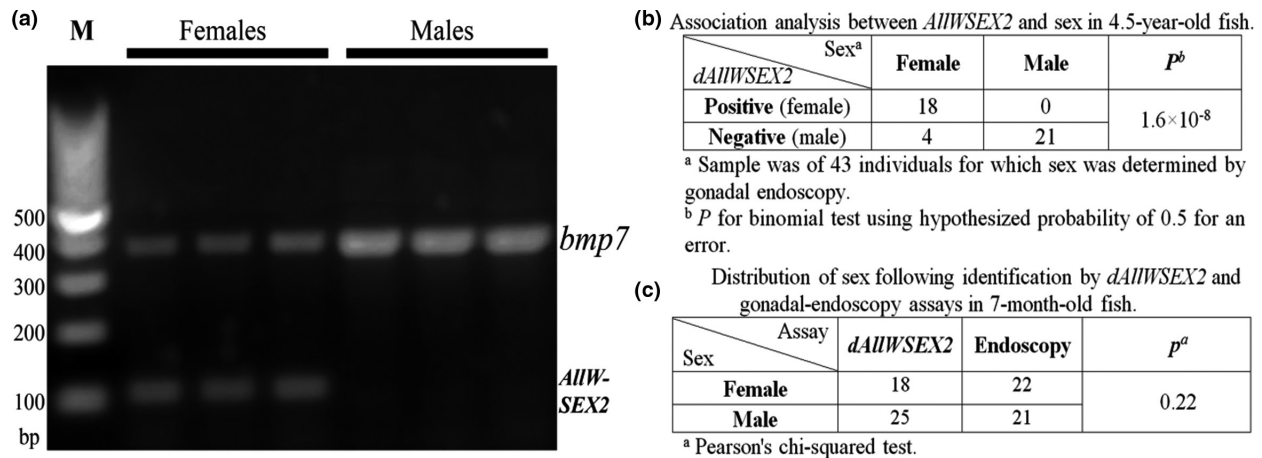 (a)
M
Females
Males
500
400
300
200
100
bp
bmp7
AllW-
SEX2
(b)
Association analysis between AllWSEX2 and sex in 4.5-year-old fish.
Sexᵃ
dAllWSEX2
Female
Male
Pᵇ
Positive (female)
18
0
1.6×10⁻⁸
Negative (male)
4
21
ᵃ Sample was of 43 individuals for which sex was determined by
gonadal endoscopy.
ᵇ P for binomial test using hypothesized probability of 0.5 for an
error.
(c)
Distribution of sex following identification by dAllWSEX2 and
gonadal-endoscopy assays in 7-month-old fish.
Assay
Sex
dAllWSEX2
Endoscopy
pᵃ
Female
18
22
0.22
Male
25
21
ᵃ Pearson's chi-squared test.